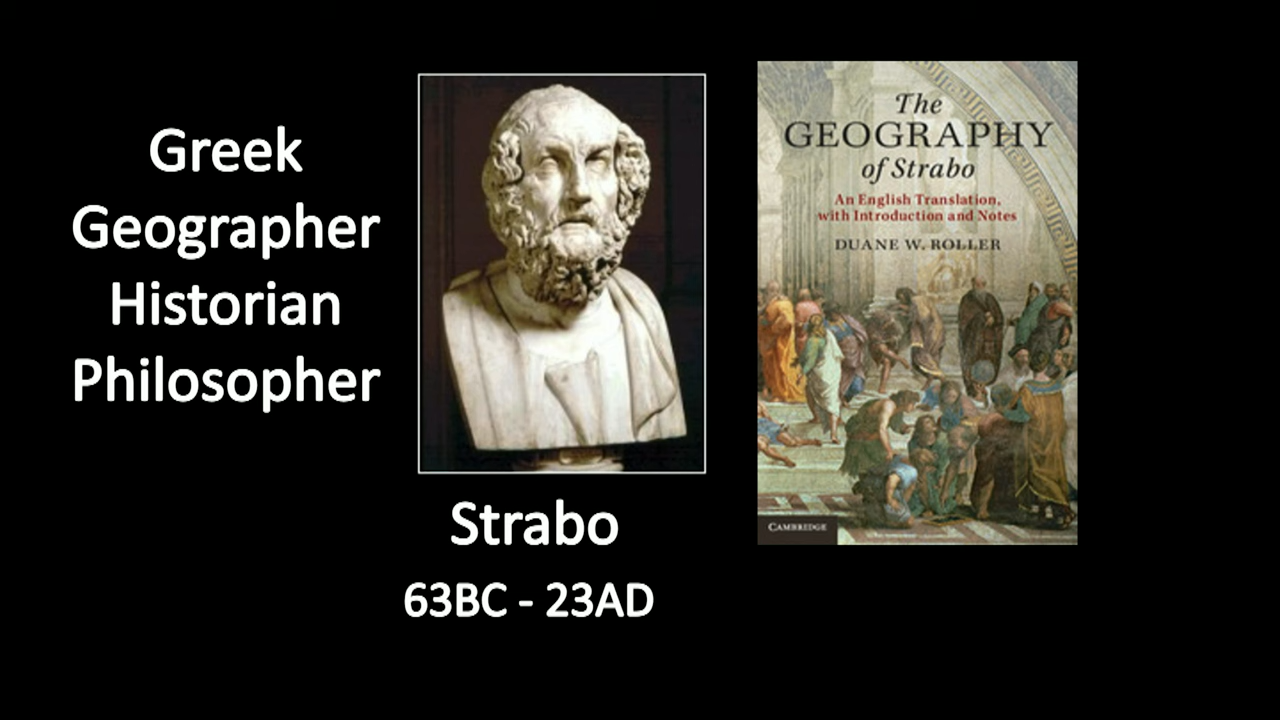 Greek
Geographer
Historian
Philosopher
Strabo
63BC - 23AD
The
GEOGRAPHY
of Strabo
An English Translation,
with Introduction and Notes
DUANE W. ROLLER
CAMBRIDGE